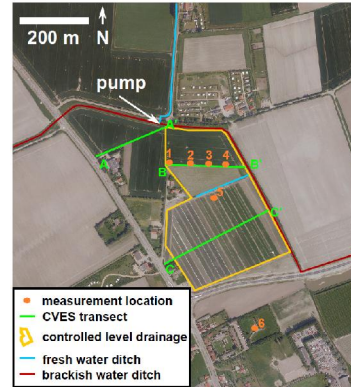 200 m
N
pump
A'
A
1
2
3
4
B
B'
5
C'
C
6
measurement location
CVES transect
controlled level drainage
fresh water ditch
brackish water ditch